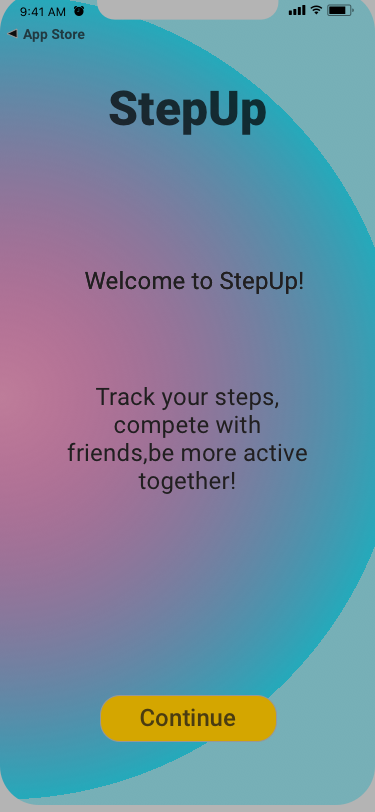 9:41 AM
◀ App Store
StepUp
Welcome to StepUp!
Track your steps,
compete with
friends,be more active
together!
Continue